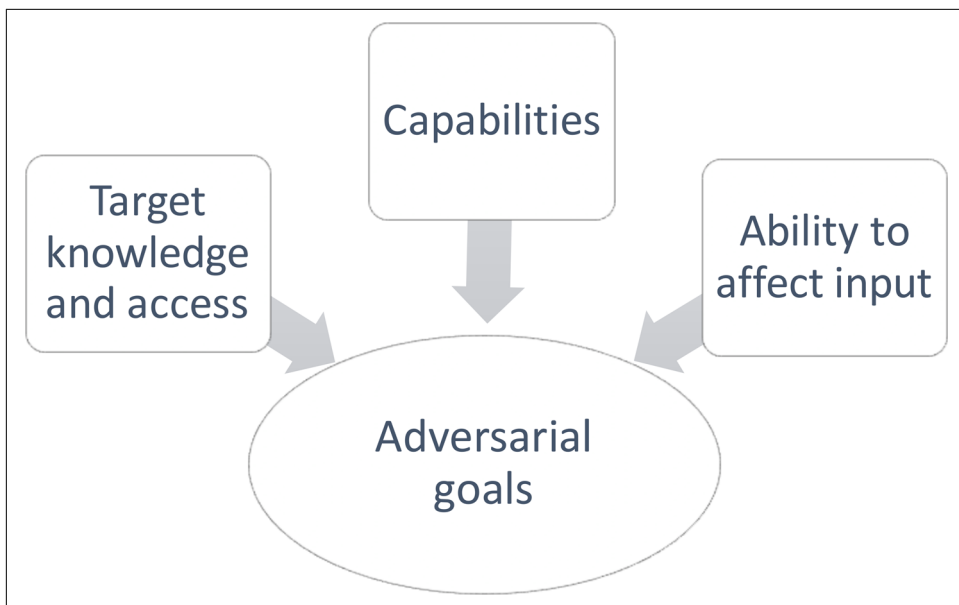 Capabilities
Target
knowledge
and access
Ability to
affect input
Adversarial
goals